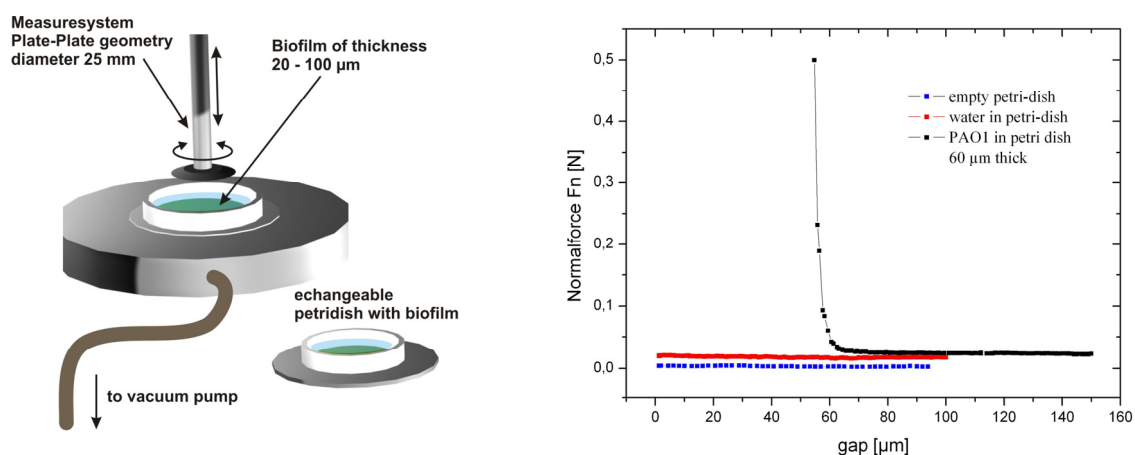 Measuresystem
Plate-Plate geometry
diameter 25 mm
Biofilm of thickness
20 - 100 µm
echangeable
petridish with biofilm
to vacuum pump
Normalforce Fn [N]
0,5
0,4
0,3
0,2
0,1
0,0
empty petri-dish
water in petri-dish
PAO1 in petri dish
60 µm thick
0 20 40 60 80 100 120 140 160
gap [µm]